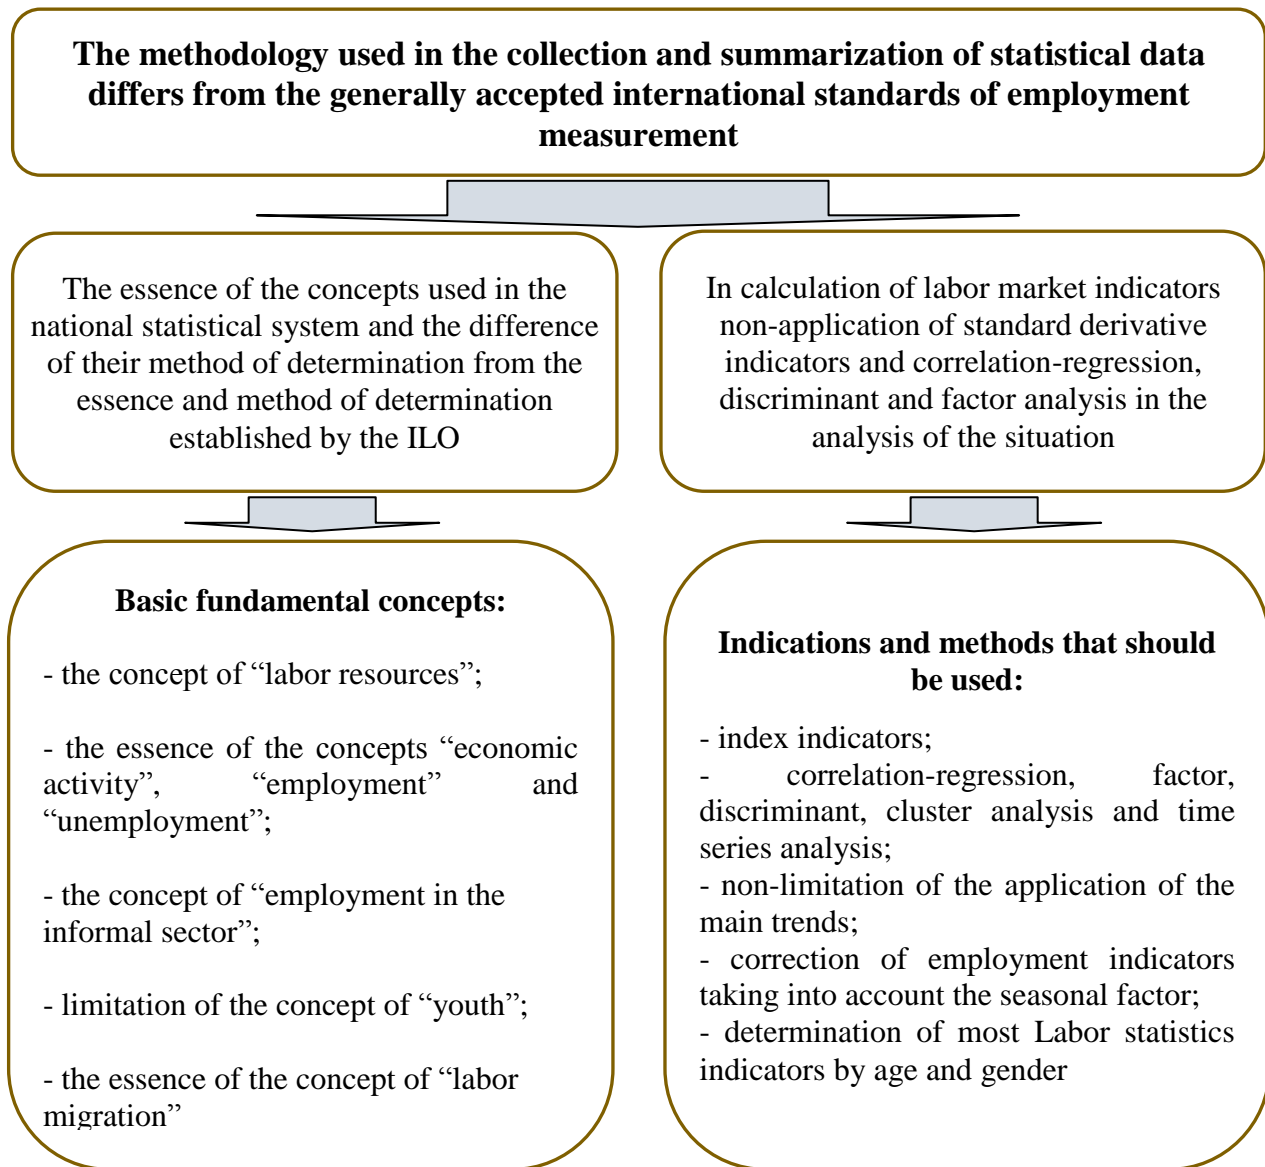 The methodology used in the collection and summarization of statistical data
differs from the generally accepted international standards of employment
measurement
The essence of the concepts used in the
national statistical system and the difference
of their method of determination from the
essence and method of determination
established by the ILO
In calculation of labor market indicators
non-application of standard derivative
indicators and correlation-regression,
discriminant and factor analysis in the
analysis of the situation
Basic fundamental concepts:
- the concept of “labor resources”;
- the essence of the concepts “economic
activity”, “employment” and
“unemployment”;
- the concept of “employment in the
informal sector”;
- limitation of the concept of “youth”;
- the essence of the concept of “labor
migration”
Indications and methods that should
be used:
- index indicators;
- correlation-regression, factor,
discriminant, cluster analysis and time
series analysis;
- non-limitation of the application of the
main trends;
- correction of employment indicators
taking into account the seasonal factor;
- determination of most Labor statistics
indicators by age and gender